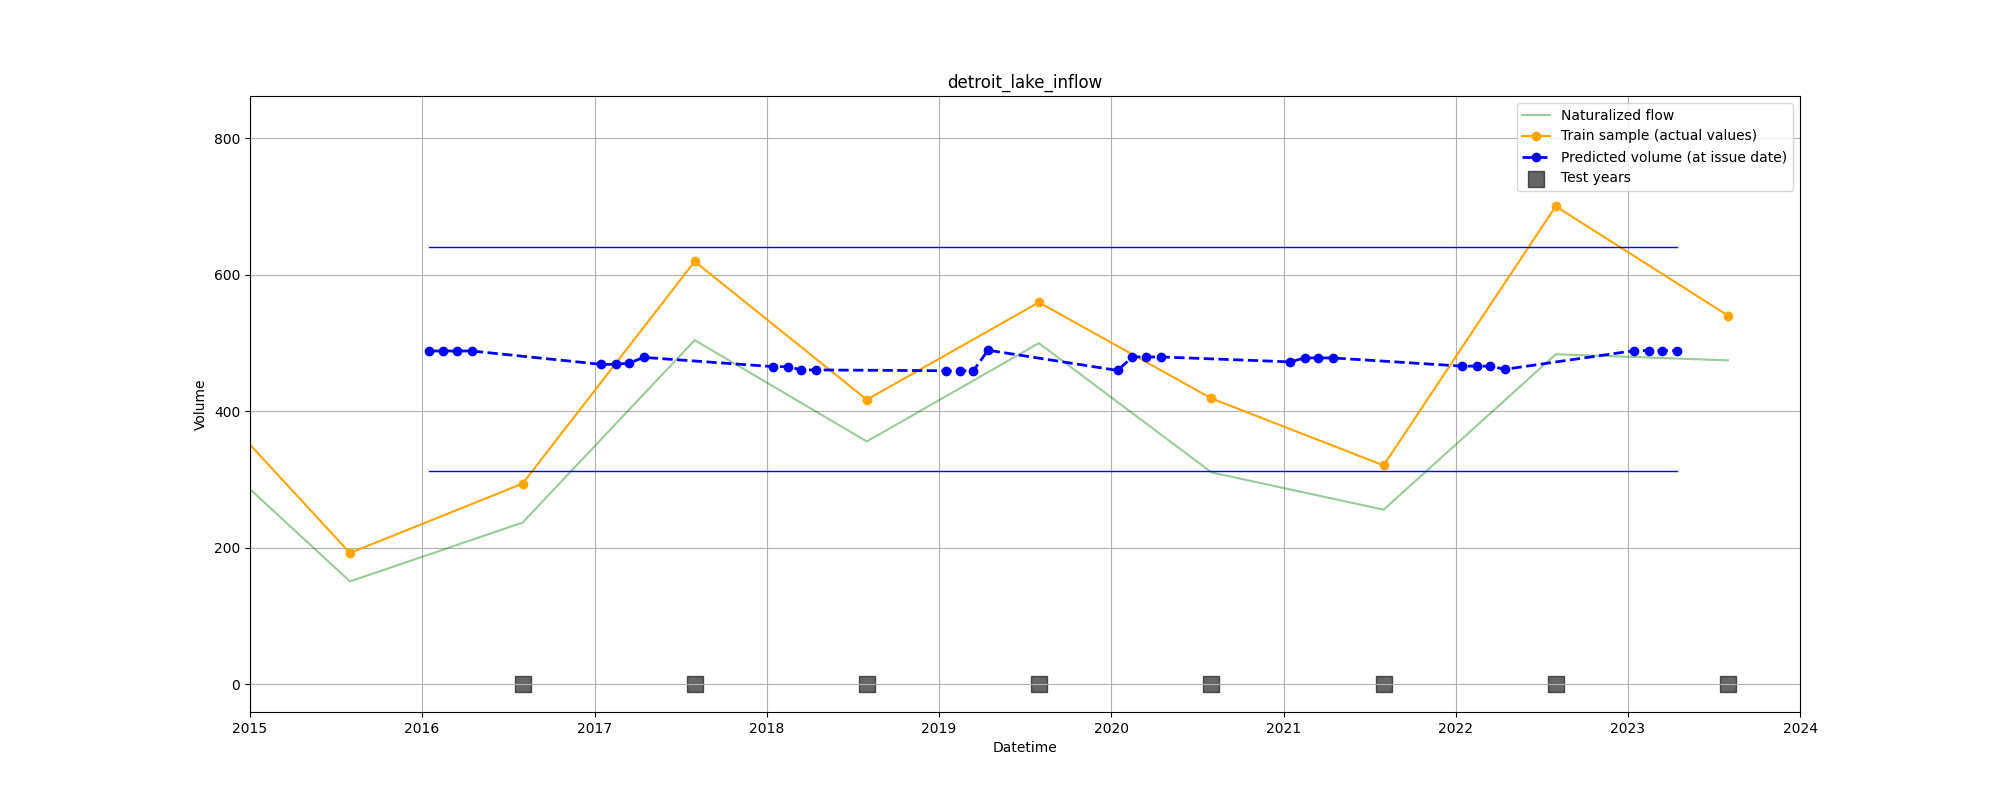 detroit_lake_inflow
Naturalized flow
Train sample (actual values)
Predicted volume (at issue date)
Test years
Volume
800
600
400
200
0
2015 2016 2017 2018 2019 2020 2021 2022 2023 2024
Datetime